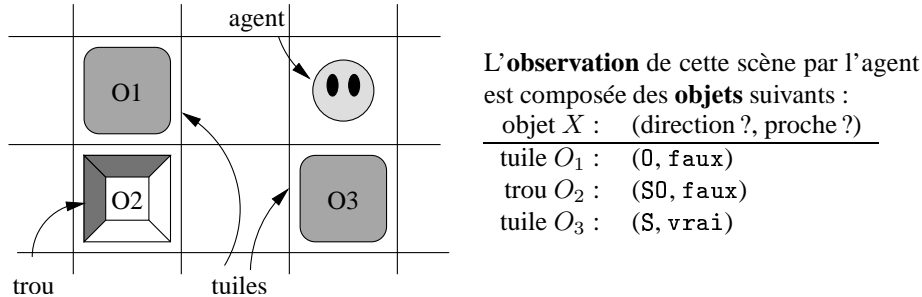 agent
O1
O2
O3
trou
tuiles
L'observation de cette scène par l'agent
est composée des objets suivants :
objet X : (direction ?, proche ?)
tuile O₁ : (O, faux)
trou O₂ : (SO, faux)
tuile O₃ : (S, vrai)